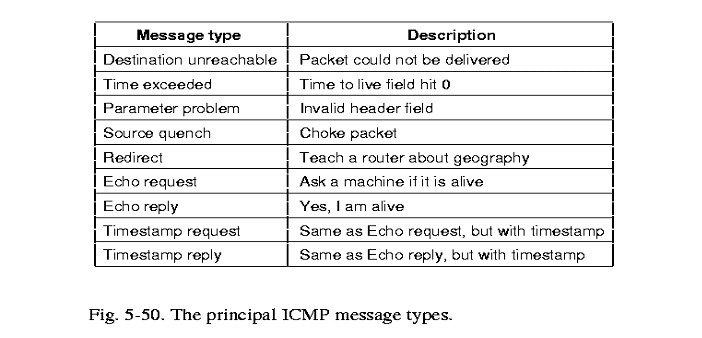 Message type Description
Destination unreachable Packet could not be delivered
Time exceeded Time to live field hit 0
Parameter problem Invalid header field
Source quench Choke packet
Redirect Teach a router about geography
Echo request Ask a machine if it is alive
Echo reply Yes, I am alive
Timestamp request Same as Echo request, but with timestamp
Timestamp reply Same as Echo reply, but with timestamp
Fig. 5-50. The principal ICMP message types.